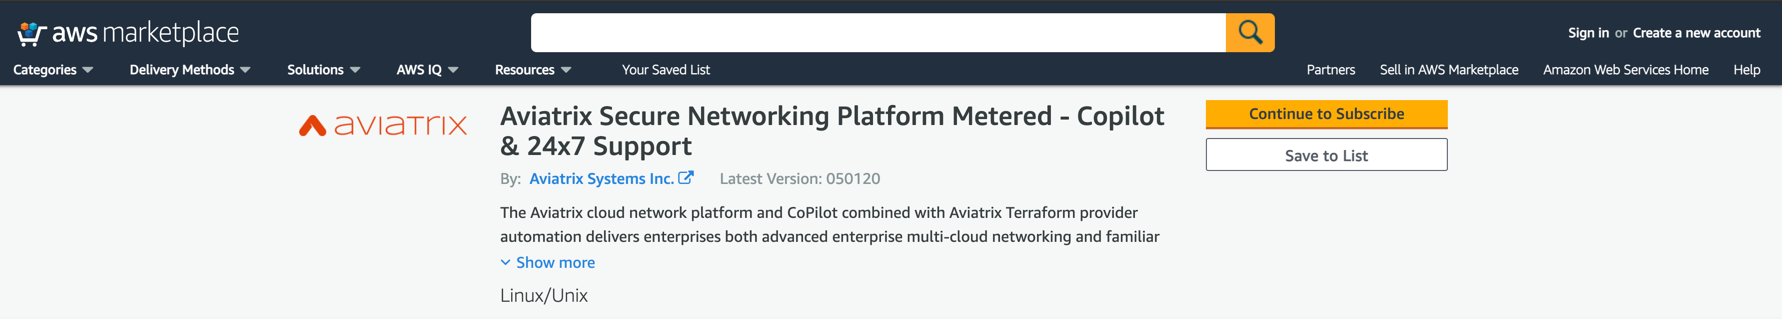 aws marketplace
Sign in or Create a new account
Categories Delivery Methods Solutions AWS IQ Resources Your Saved List Partners Sell in AWS Marketplace Amazon Web Services Home Help
AVIATRIX
Aviatrix Secure Networking Platform Metered - Copilot
& 24x7 Support
Continue to Subscribe
Save to List
By: Aviatrix Systems Inc. Latest Version: 050120
The Aviatrix cloud network platform and CoPilot combined with Aviatrix Terraform provider
automation delivers enterprises both advanced enterprise multi-cloud networking and familiar
Show more
Linux/Unix